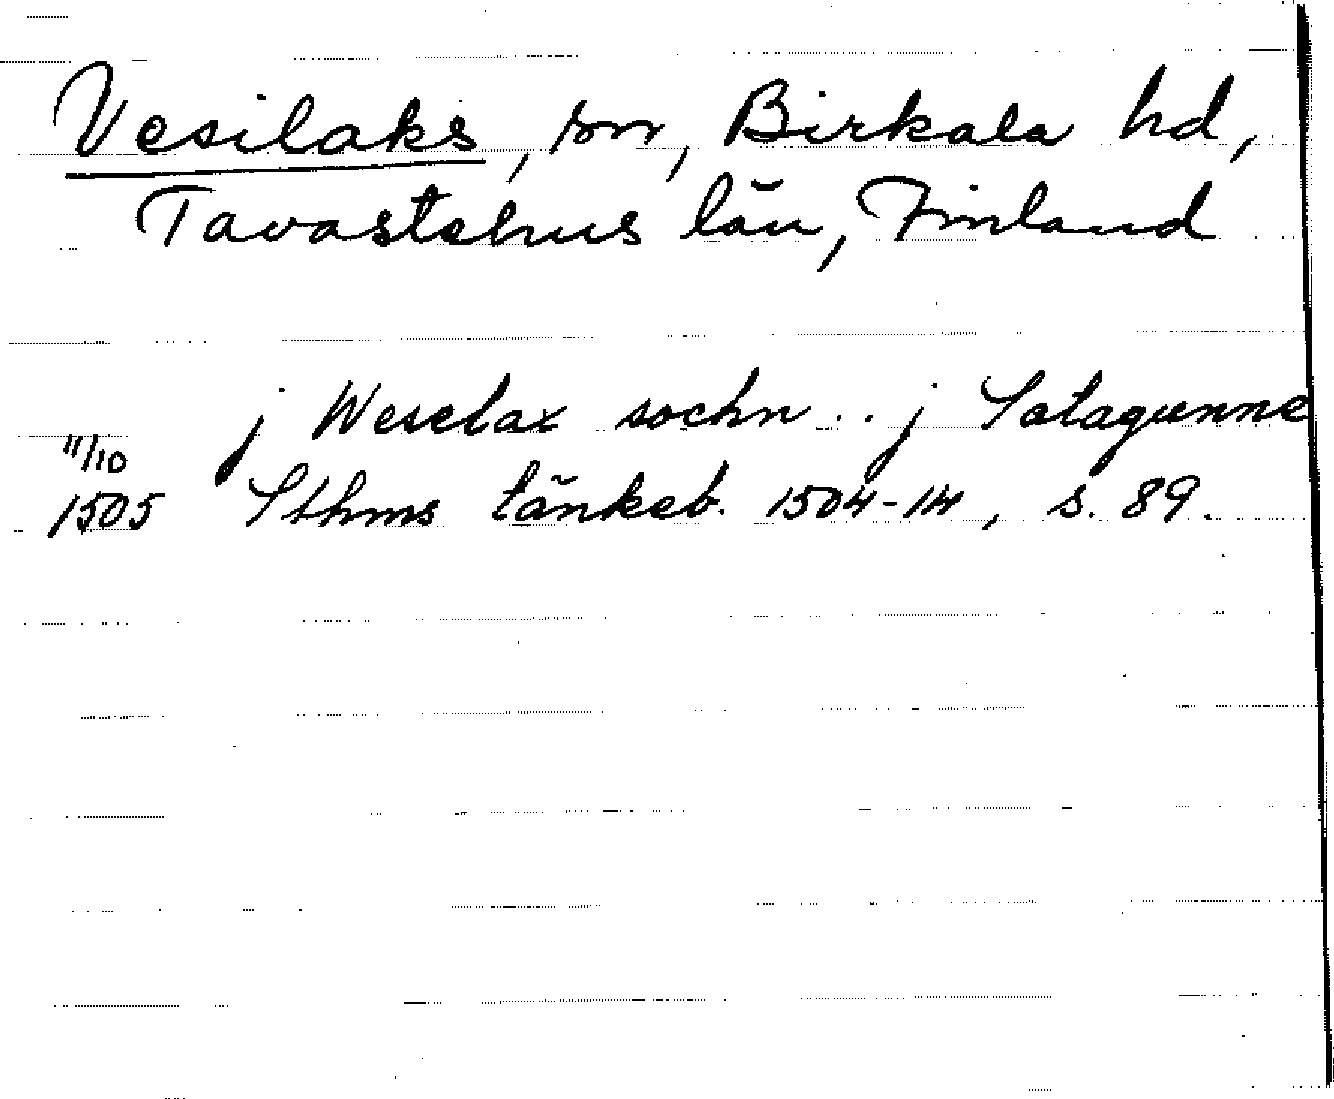 Vesilaks, sn, Birkala hd,
Tavastehus län, Finland
j Weselax sochn .. j Satagunne
11/10
1505 Sthms tänkeb. 1504-14, s. 89.